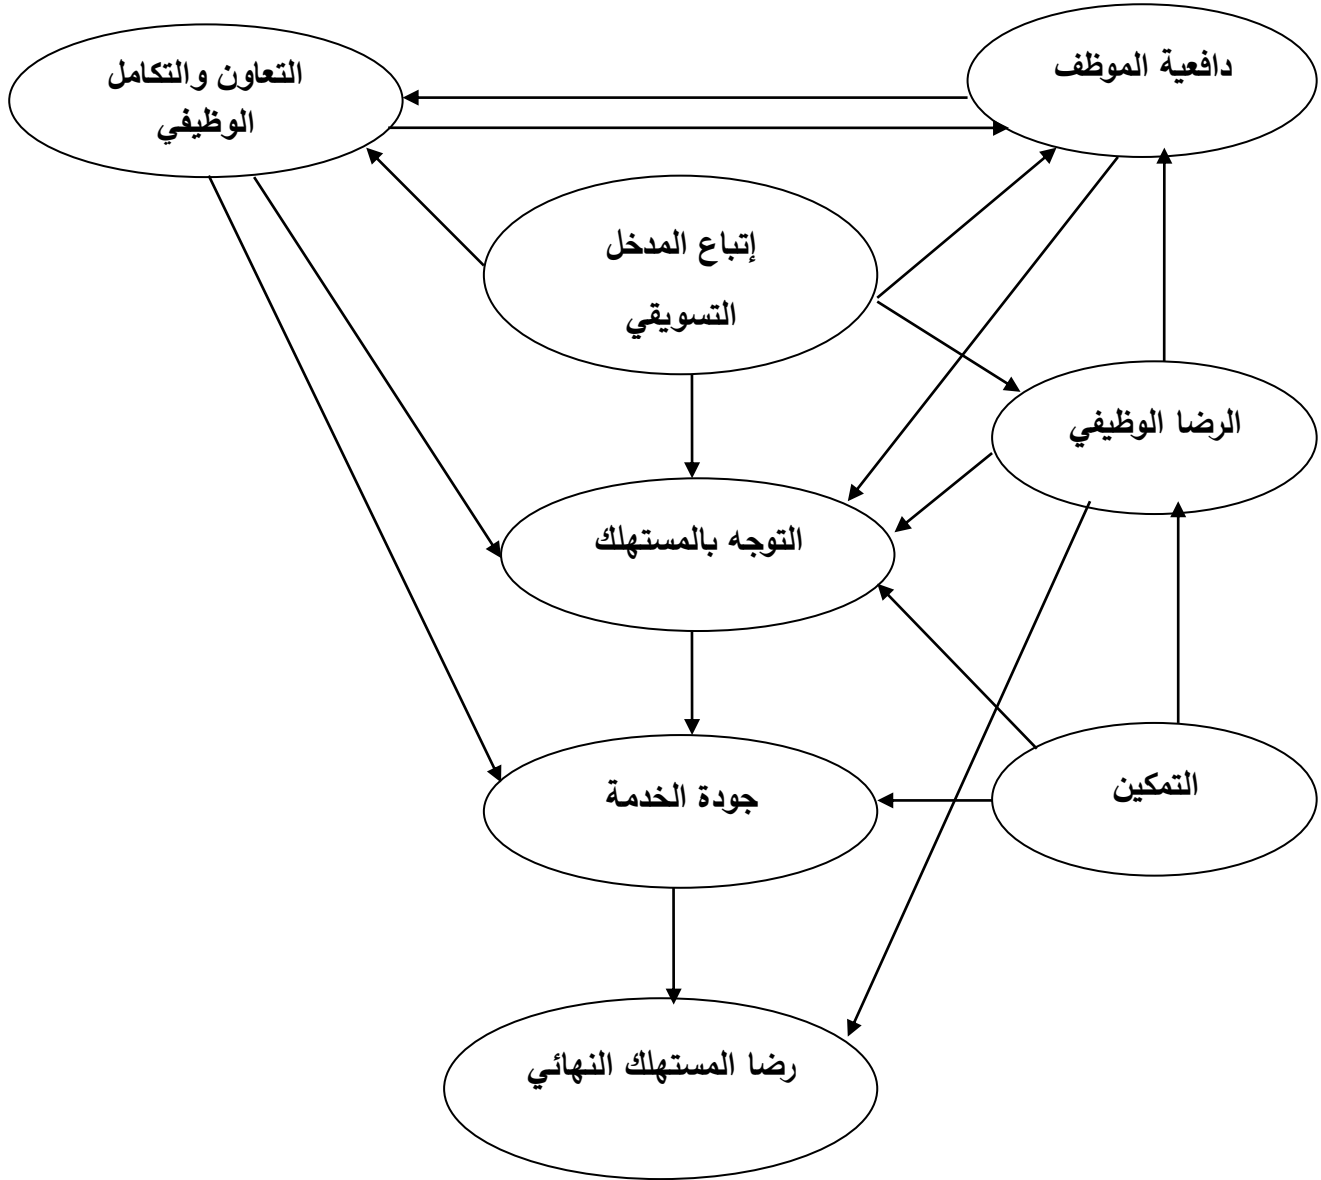 دافعية الموظف
التعاون والتكامل
الوظيفي
إتباع المدخل
التسويقي
الرضا الوظيفي
التوجه بالمستهلك
التمكين
جودة الخدمة
رضا المستهلك النهائي